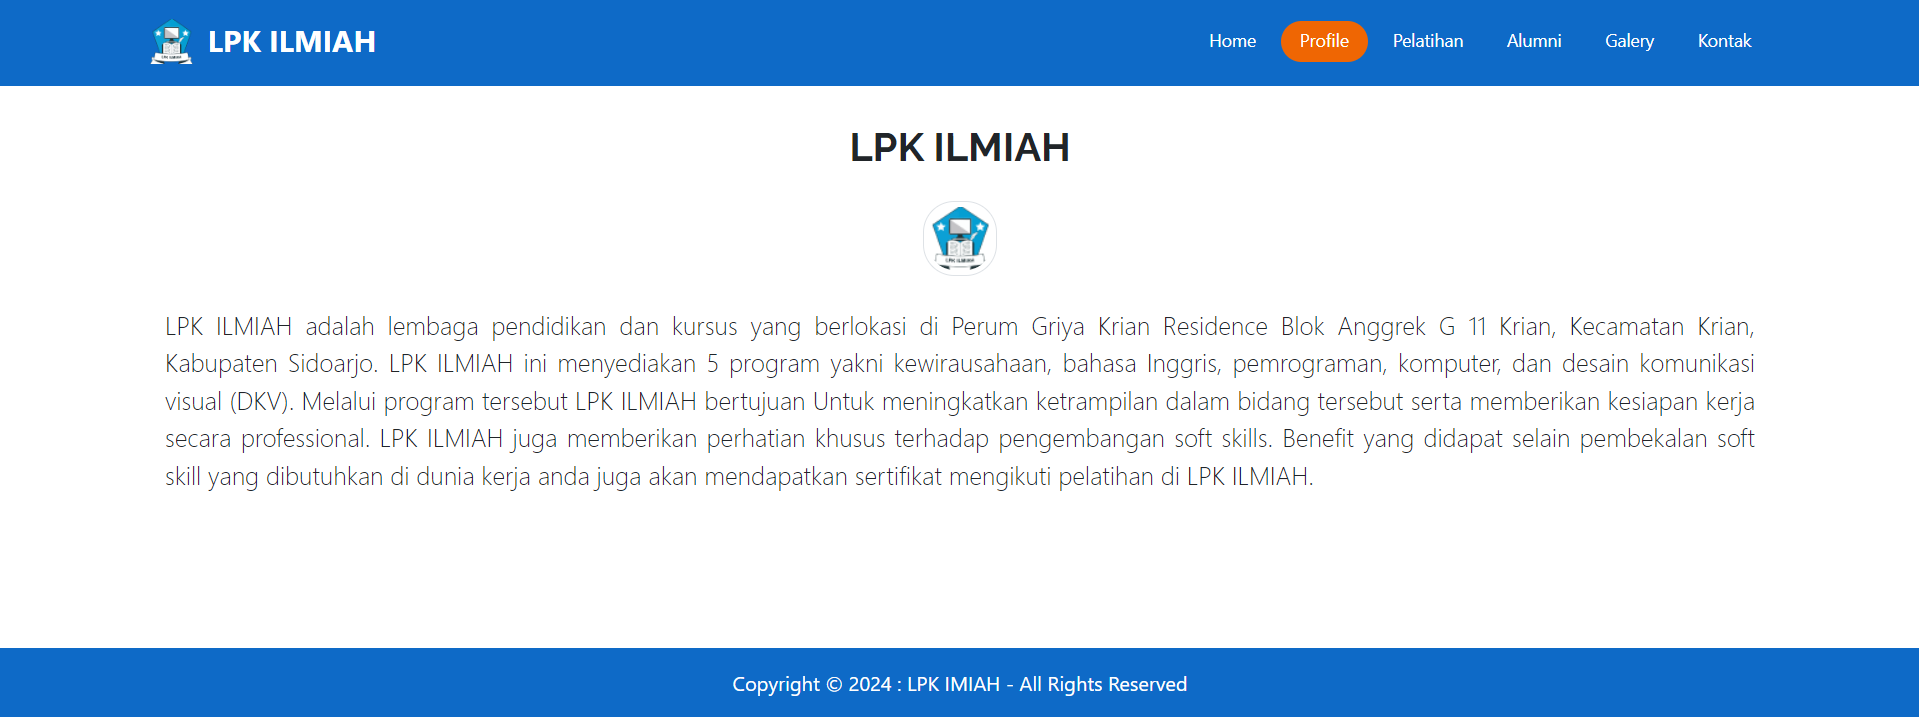 LPK ILMIAH
Home Profile Pelatihan Alumni Galery Kontak
LPK ILMIAH
LPK ILMIAH
LPK ILMIAH adalah lembaga pendidikan dan kursus yang berlokasi di Perum Griya Krian Residence Blok Anggrek G 11 Krian, Kecamatan Krian,
Kabupaten Sidoarjo. LPK ILMIAH ini menyediakan 5 program yakni kewirausahaan, bahasa Inggris, pemrograman, komputer, dan desain komunikasi
visual (DKV). Melalui program tersebut LPK ILMIAH bertujuan Untuk meningkatkan ketrampilan dalam bidang tersebut serta memberikan kesiapan kerja
secara professional. LPK ILMIAH juga memberikan perhatian khusus terhadap pengembangan soft skills. Benefit yang didapat selain pembekalan soft
skill yang dibutuhkan di dunia kerja anda juga akan mendapatkan sertifikat mengikuti pelatihan di LPK ILMIAH.
Copyright © 2024 : LPK IMIAH - All Rights Reserved